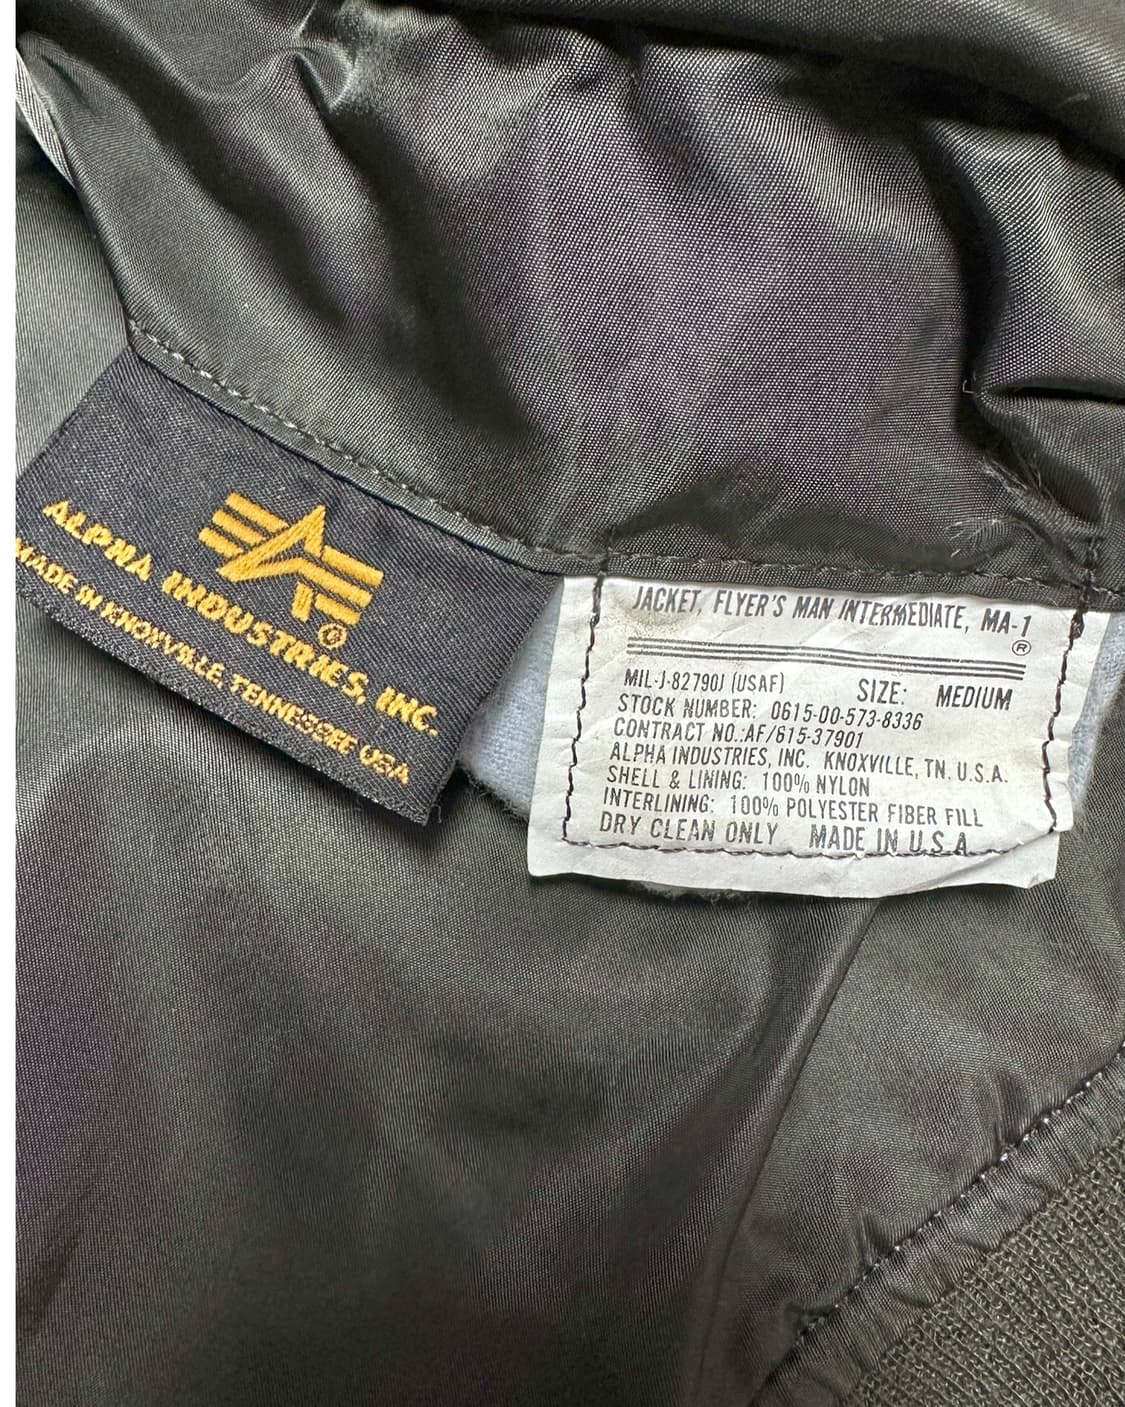 ALPHA INDUSTRIES, INC.
MADE IN KNOXVILLE, TENNESSEE USA
®
JACKET, FLYER'S MAN INTERMEDIATE, MA-1
®
MIL-J-82790J (USAF) SIZE: MEDIUM
STOCK NUMBER: 0615-00-573-8336
CONTRACT NO.:AF/615-37901
ALPHA INDUSTRIES, INC. KNOXVILLE, TN. U.S.A.
SHELL & LINING: 100% NYLON
INTERLINING: 100% POLYESTER FIBER FILL
DRY CLEAN ONLY MADE IN U.S.A.